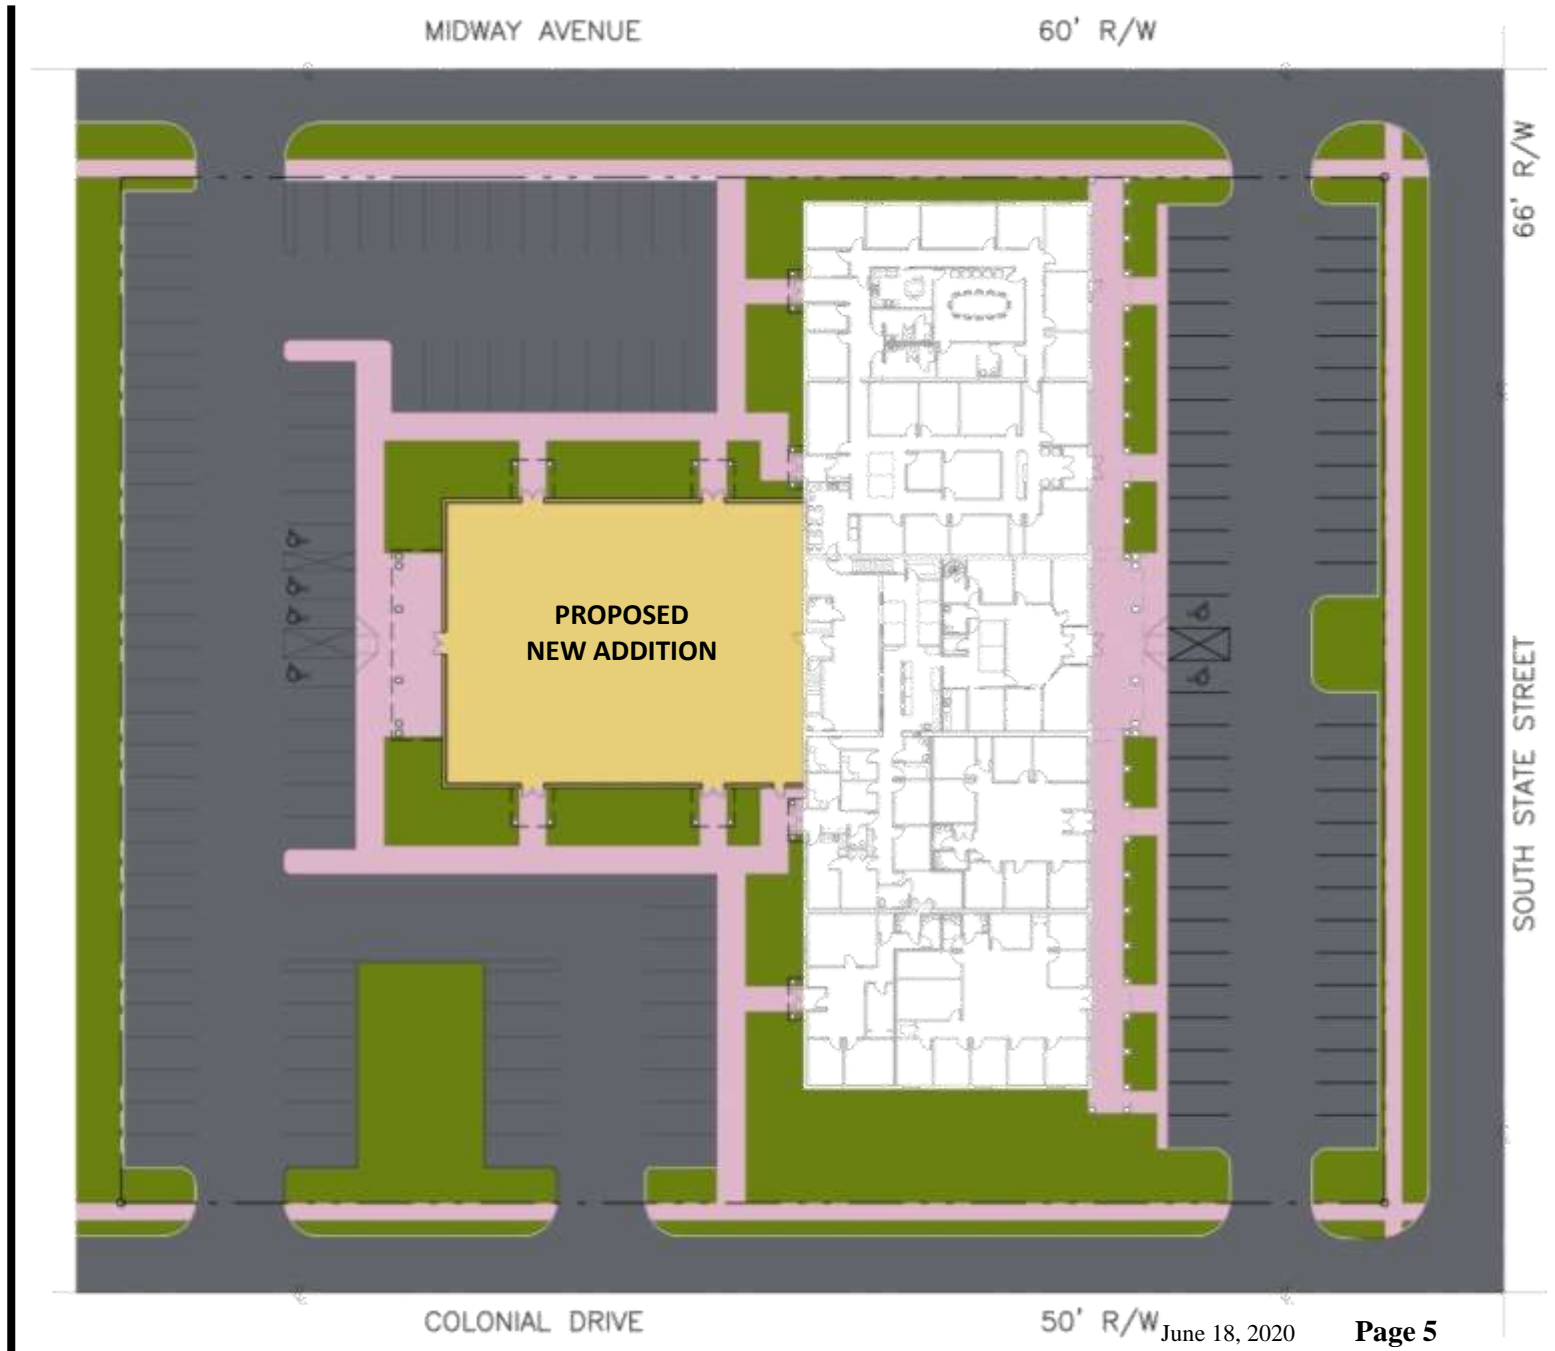 MIDWAY AVENUE
60' R/W
66' R/W
PROPOSED
NEW ADDITION
SOUTH STATE STREET
COLONIAL DRIVE
50' R/W
June 18, 2020
Page 5